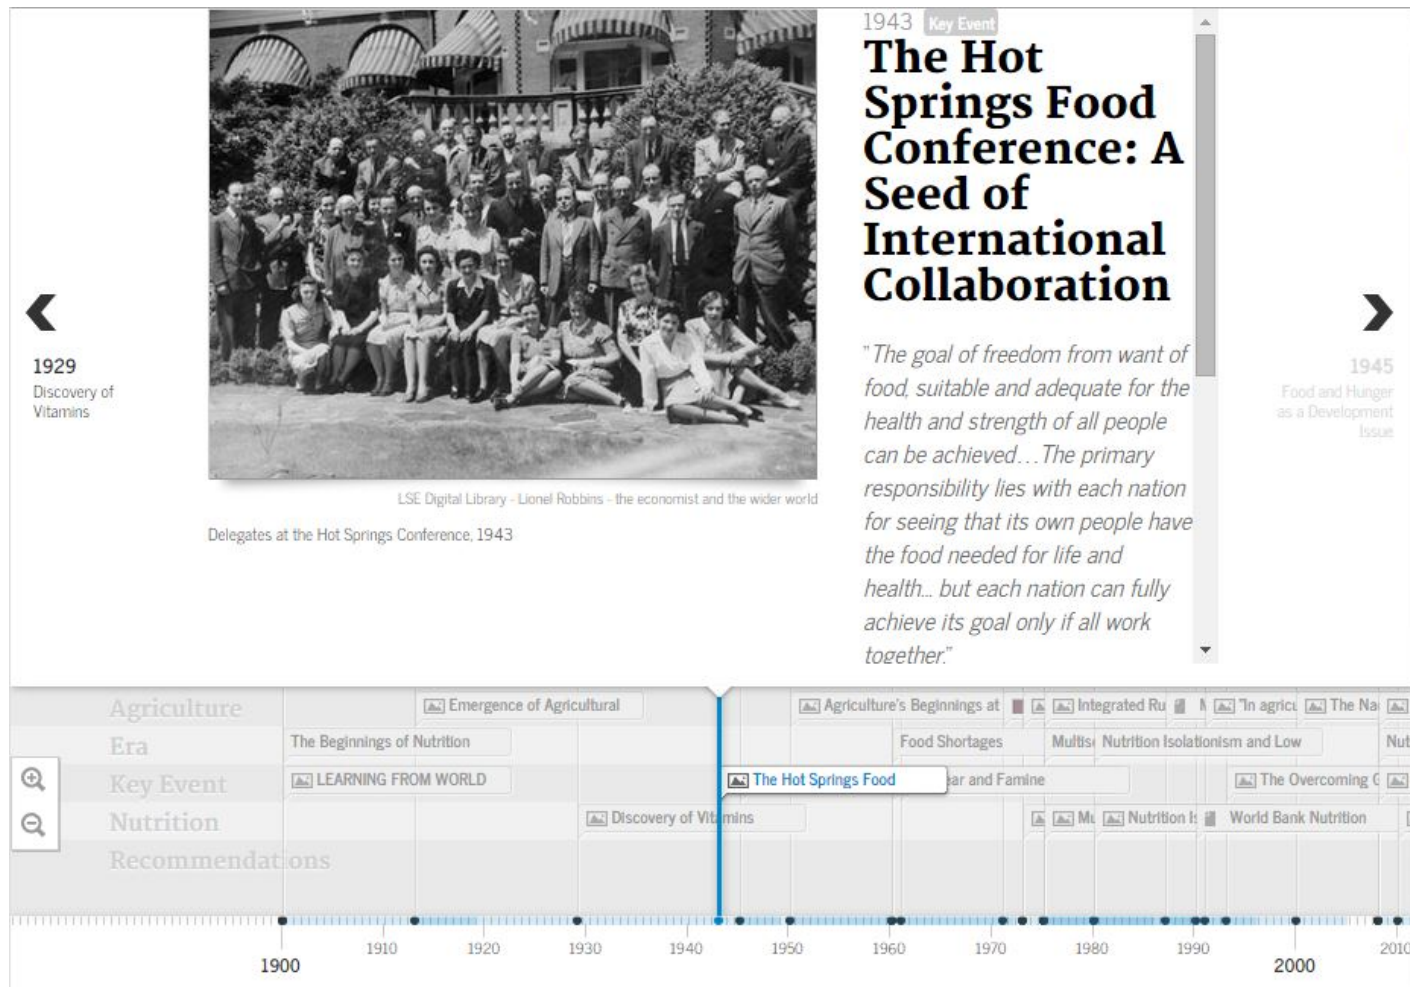 1943 Key Event
The Hot
Springs Food
Conference: A
Seed of
International
Collaboration
"The goal of freedom from want of
food, suitable and adequate for the
health and strength of all people
can be achieved…The primary
responsibility lies with each nation
for seeing that its own people have
the food needed for life and
health... but each nation can fully
achieve its goal only if all work
together."
1929
Discovery of
Vitamins
1945
Food and Hunger
as a Development
Issue
LSE Digital Library - Lionel Robbins - the economist and the wider world
Delegates at the Hot Springs Conference, 1943
Agriculture
Emergence of Agricultural
Agriculture's Beginnings at
Integrated Ru
"In agricu
The Na
Era
The Beginnings of Nutrition
Food Shortages
Multise
Nutrition Isolationism and Low
Nut
Key Event
LEARNING FROM WORLD
The Hot Springs Food
ar and Famine
The Overcoming
Nutrition
Discovery of Vitamins
Mu
Nutrition Is
World Bank Nutrition
Recommendations
1910 1920 1930 1940 1950 1960 1970 1980 1990 2010
1900 2000